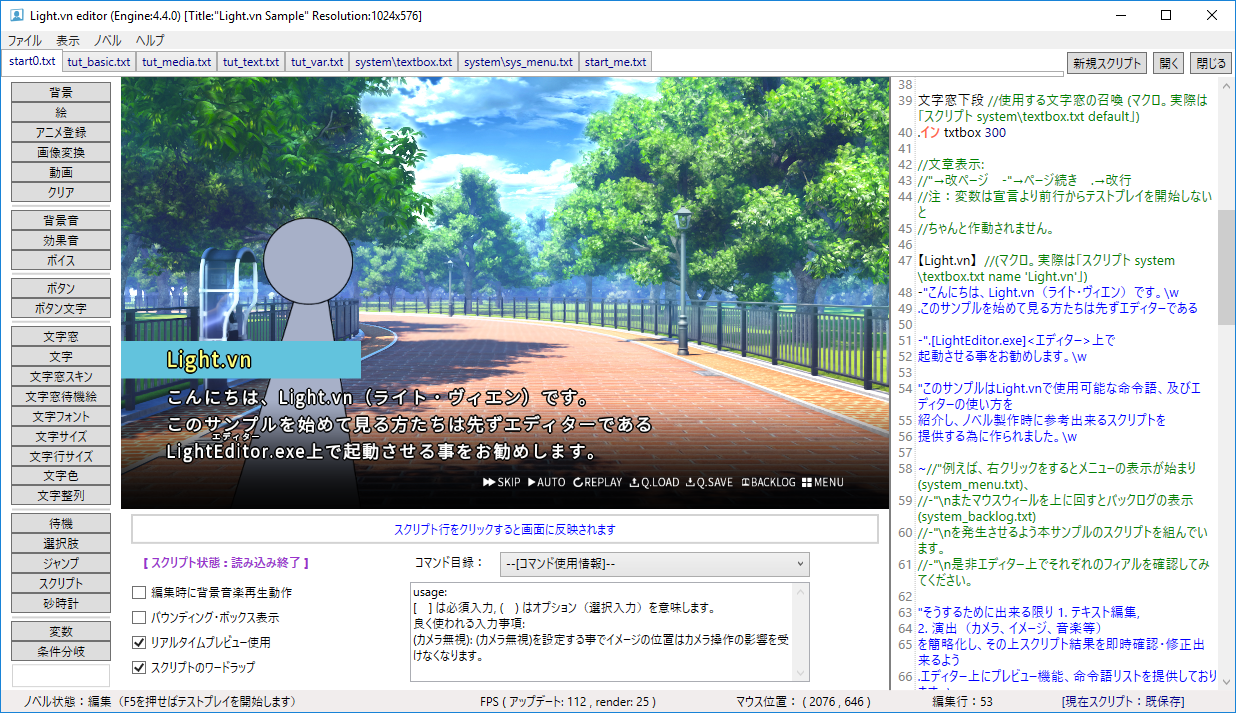 Light.vn editor (Engine:4.4.0) [Title:"Light.vn Sample" Resolution:1024x576]
ファイル 表示 ノベル ヘルプ
start0.txt tut_basic.txt tut_media.txt tut_text.txt tut_var.txt system\textbox.txt system\sys_menu.txt start_me.txt
新規スクリプト 開く 閉じる
背景
絵
アニメ登録
画像変換
動画
クリア
背景音
効果音
ボイス
ボタン
ボタン文字
文字窓
文字
文字窓スキン
文字窓待機絵
文字フォント
文字サイズ
文字行サイズ
文字色
文字整列
待機
選択肢
ジャンプ
スクリプト
砂時計
変数
条件分岐
Light.vn
こんにちは、Light.vn（ライト・ヴィエン）です。
このサンプルを始めて見る方たちは先ずエディターである
エディター
LightEditor.exe上で起動させる事をお勧めします。
SKIP AUTO REPLAY Q.LOAD Q.SAVE BACKLOG MENU
スクリプト行をクリックすると画面に反映されます
[ スクリプト状態 : 読み込み終了 ]
編集時に背景音楽再生動作
バウンディング・ボックス表示
リアルタイムプレビュー使用
スクリプトのワードラップ
コマンド目録 :
--[コマンド使用情報]--
usage:
[ ] は必須入力, ( ) はオプション（選択入力）を意味します。
良く使われる入力事項:
(カメラ無視): (カメラ無視)を設定する事でイメージの位置はカメラ操作の影響を受
けなくなります。
38
39 文字窓下段 //使用する文字窓の召喚 (マクロ。実際は
「スクリプト system\textbox.txt default」)
40 .イン txtbox 300
41
42 //文章表示:
43 //"→改ページ -"→ページ続き .→改行
44 //注：変数は宣言より前行からテストプレイを開始しない
と
45 //ちゃんと作動されません。
46
47 【Light.vn】 //(マクロ。実際は「スクリプト system
\textbox.txt name 'Light.vn'」)
48 -"こんにちは、Light.vn（ライト・ヴィエン）です。\w
49 .このサンプルを始めて見る方たちは先ずエディターである
50
51 -".[LightEditor.exe]<エディター>上で
52 起動させる事をお勧めします。\w
53
54 "このサンプルはLight.vnで使用可能な命令語、及びエ
ディターの使い方を
55 紹介し、ノベル製作時に参考出来るスクリプトを
56 提供する為に作られました。\w
57
58 ~//"例えば、右クリックをするとメニューの表示が始まり
(system_menu.txt)、
59 //-"\nまたマウスウィールを上に回すとバックログの表示
(system_backlog.txt)
60 //-"\nを発生させるよう本サンプルのスクリプトを組んでい
ます。
61 //-"\n是非エディター上でそれぞれのフィアルを確認してみ
てください。
62
63 "そうするために出来る限り 1. テキスト編集,
64 2. 演出（カメラ、イメージ、音楽等）
65 を簡略化し、その上スクリプト結果を即時確認・修正出
来るよう
66 .エディター上にプレビュー機能、命令語リストを提供しており
ノベル状態 : 編集（F5を押せばテストプレイを開始します） FPS ( アップデート: 112 , render: 25 ) マウス位置 : ( 2076 , 646 ) 編集行 : 53 [現在スクリプト : 既保存]